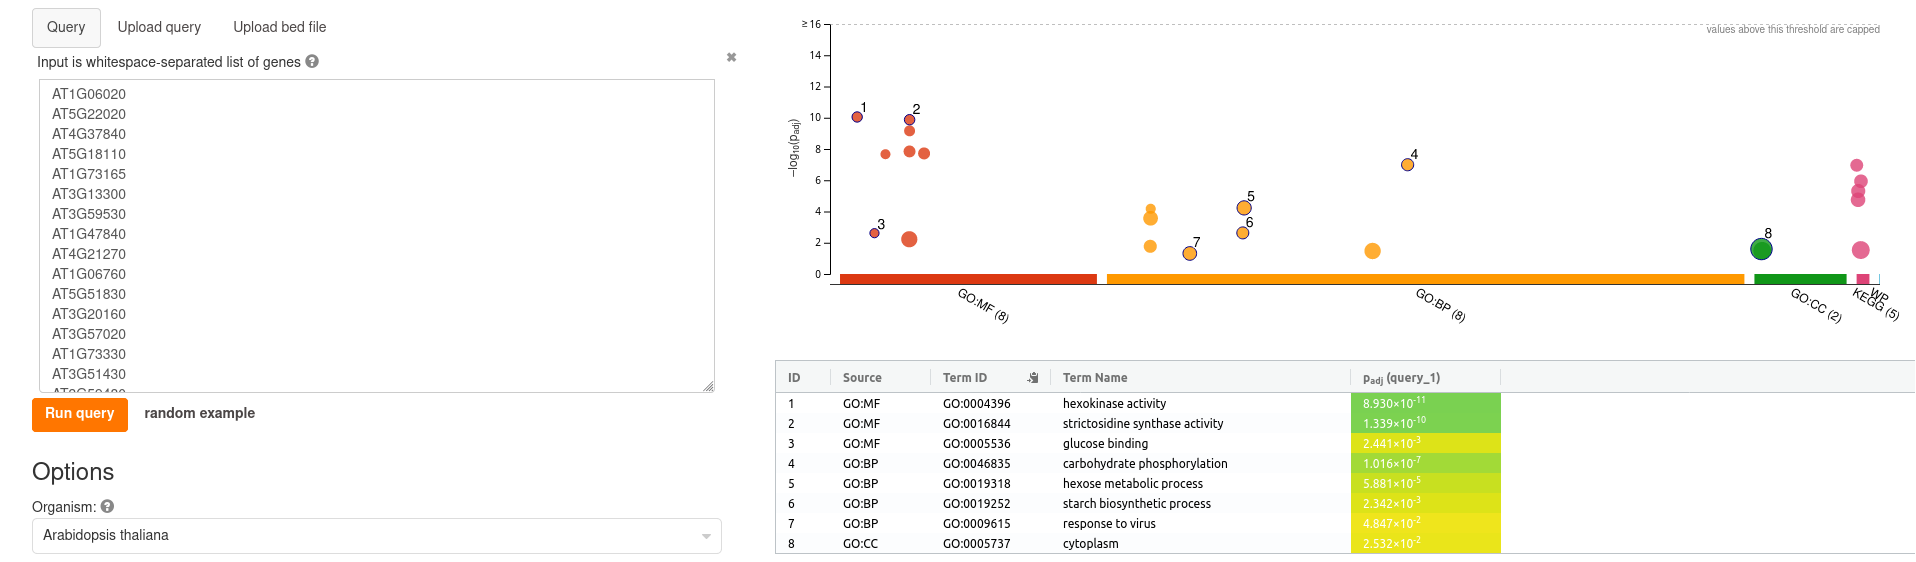 Query Upload query Upload bed file
Input is whitespace-separated list of genes ?
AT1G06020
AT5G22020
AT4G37840
AT5G18110
AT1G73165
AT3G13300
AT3G59530
AT1G47840
AT4G21270
AT1G06760
AT5G51830
AT3G20160
AT3G57020
AT1G73330
AT3G51430
Run query random example
Options
Organism: ?
Arabidopsis thaliana
≥16
values above this threshold are capped
14
12
10
8
6
4
2
0
–log₁₀(pₐdⱼ)
1
2
3
4
5
6
7
8
GO:MF (8)
GO:BP (8)
GO:CC (2)
KEGG (5)
WP
ID Source Term ID Term Name padj (query_1)
1 GO:MF GO:0004396 hexokinase activity 8.930×10⁻¹¹
2 GO:MF GO:0016844 strictosidine synthase activity 1.339×10⁻¹⁰
3 GO:MF GO:0005536 glucose binding 2.441×10⁻³
4 GO:BP GO:0046835 carbohydrate phosphorylation 1.016×10⁻⁷
5 GO:BP GO:0019318 hexose metabolic process 5.881×10⁻⁵
6 GO:BP GO:0019252 starch biosynthetic process 2.342×10⁻³
7 GO:BP GO:0009615 response to virus 4.847×10⁻²
8 GO:CC GO:0005737 cytoplasm 2.532×10⁻²